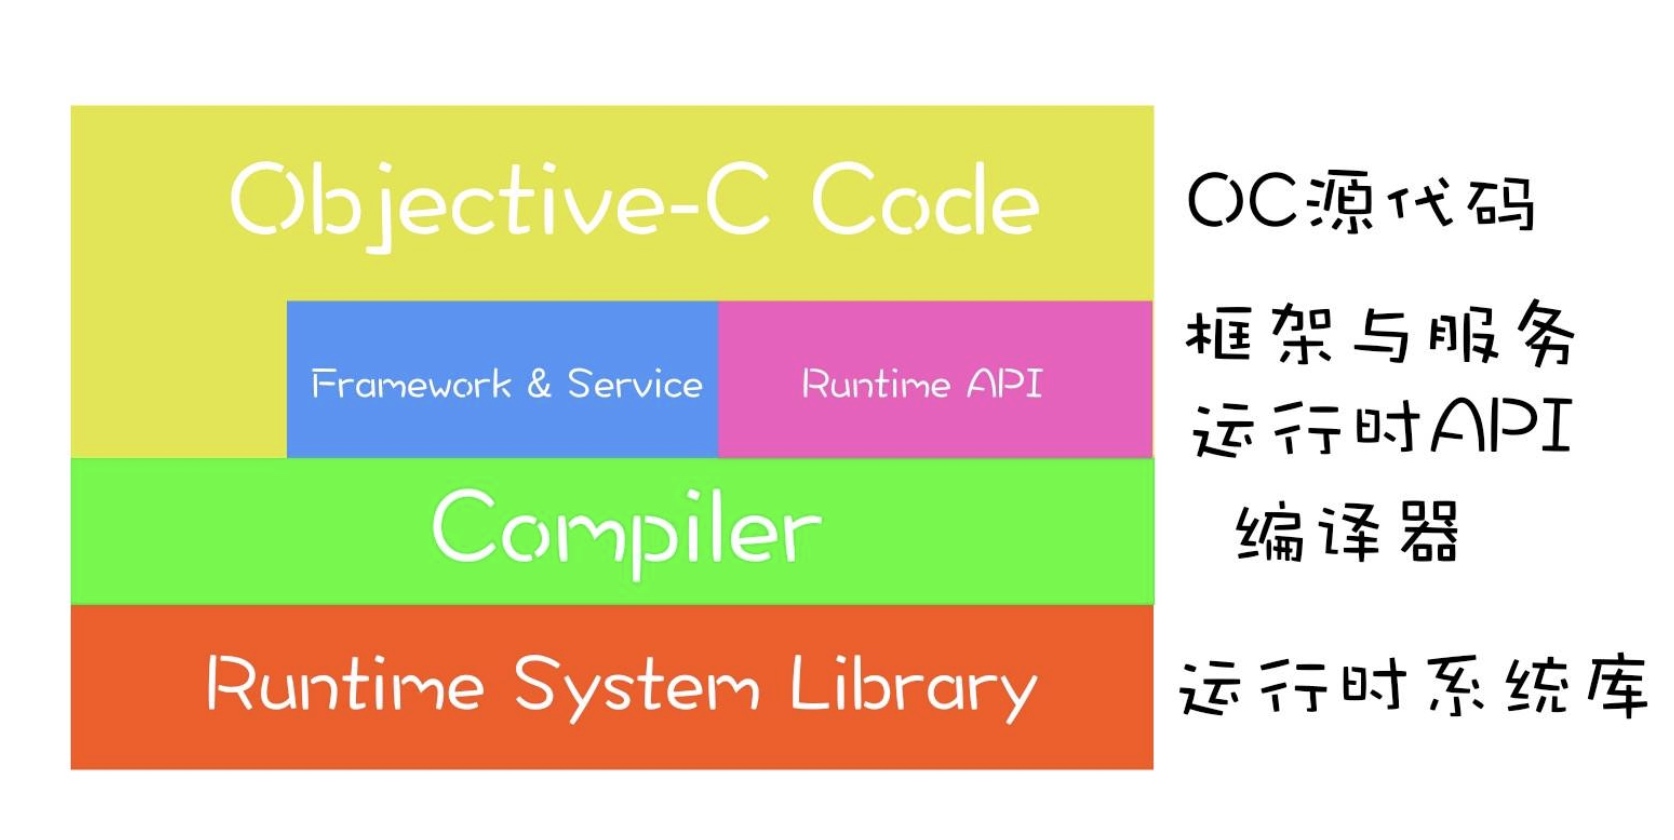 Objective-C Code
OC源代码
Framework & Service
Runtime API
框架与服务
运行时API
Compiler
编译器
Runtime System Library
运行时系统库